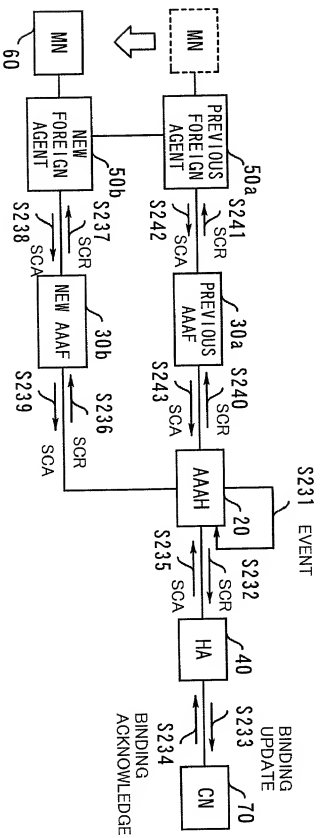 S231 EVENT
BINDING
UPDATE
50a
30a
20
40
70
S241
SCR
S240
SCR
S232
SCR
S233
MN
PREVIOUS
FOREIGN
AGENT
PREVIOUS
AAAF
AAAH
HA
CN
S242
SCA
S243
SCA
S235
SCA
S234
BINDING
ACKNOWLEDGE
50b
30b
S237
SCR
S236
SCR
MN
NEW
FOREIGN
AGENT
NEW AAAF
60
S238
SCA
S239
SCA